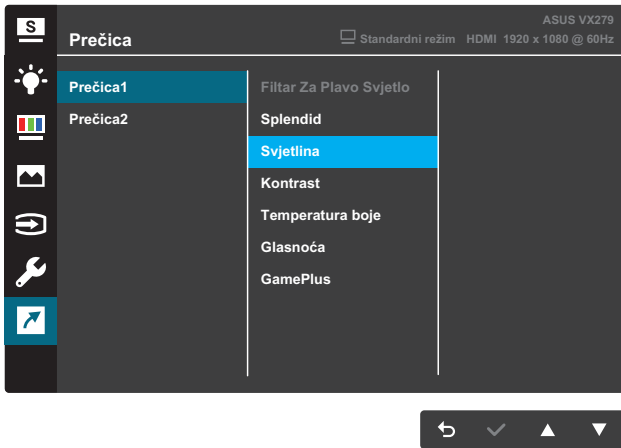 S
ASUS VX279
Prečica
Standardni režim HDMI 1920 x 1080 @ 60Hz
Prečica1
Prečica2
Filtar Za Plavo Svjetlo
Splendid
Svjetlina
Kontrast
Temperatura boje
Glasnoća
GamePlus